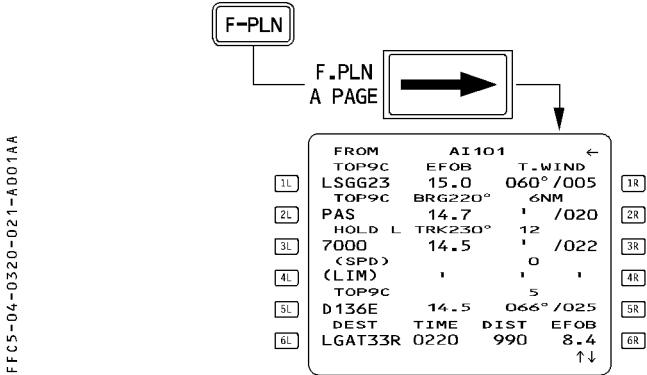 F-PLN
F.PLN
A PAGE
FROM AI101 ←
TOP9C EFOB T.WIND
1L LSGG23 15.0 060°/005 1R
TOP9C BRG220° 6NM
2L PAS 14.7 ' /020 2R
HOLD L TRK230° 12
3L 7000 14.5 ' /022 3R
(SPD) 0
4L (LIM) ' ' ' 4R
TOP9C 5
5L D136E 14.5 066°/025 5R
DEST TIME DIST EFOB
6L LGAT33R 0220 990 8.4 6R
↑↓
FFC5-04-0320-021-AD01AA